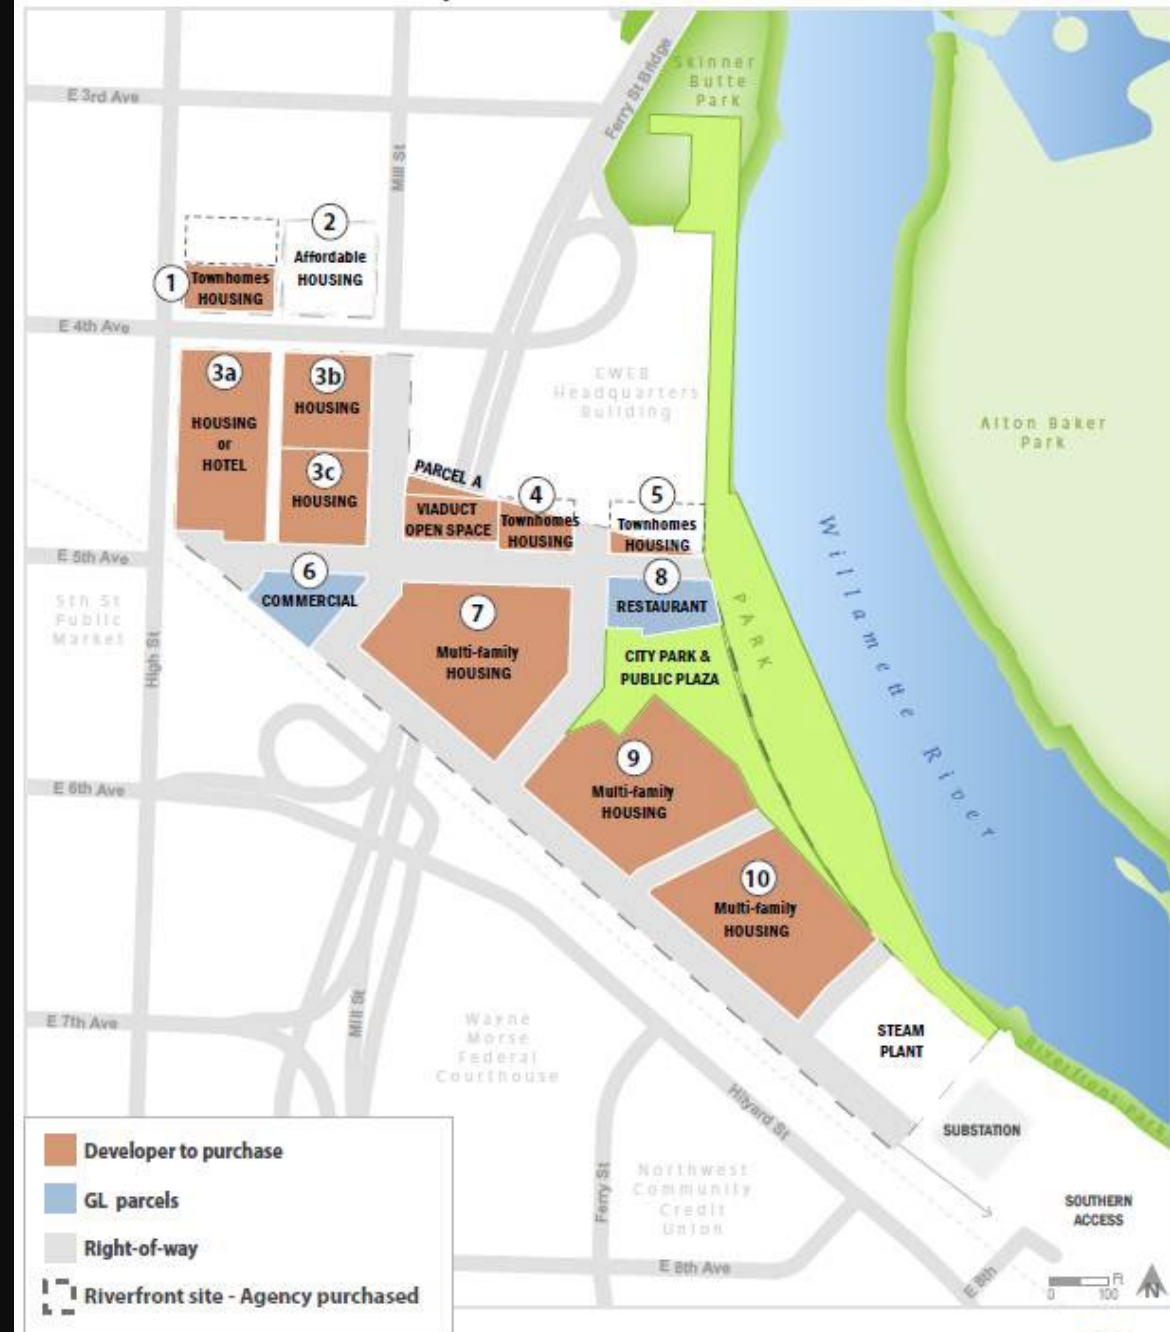 Skinner
Butte
Park
Ferry St Bridge
E 3rd Ave
Mill St
2
Affordable
HOUSING
1
Townhomes
HOUSING
E 4th Ave
3a
HOUSING
or
HOTEL
3b
HOUSING
3c
HOUSING
EWEB
Headquarters
Building
Alton Baker
Park
PARCEL A
VIADUCT
OPEN SPACE
4
Townhomes
HOUSING
5
Townhomes
HOUSING
E 5th Ave
5th St
Public
Market
High St
6
COMMERCIAL
7
Multi-family
HOUSING
8
RESTAURANT
CITY PARK &
PUBLIC PLAZA
PARK
Willamette River
E 6th Ave
9
Multi-family
HOUSING
10
Multi-family
HOUSING
E 7th Ave
Mill St
Wayne
Morse
Federal
Courthouse
STEAM
PLANT
Riverfront Park
SUBSTATION
Hilyard St
Ferry St
Northwest
Community
Credit
Union
SOUTHERN
ACCESS
E 8th Ave
E 8th
Ft
0 100
N
Developer to purchase
GL parcels
Right-of-way
Riverfront site - Agency purchased